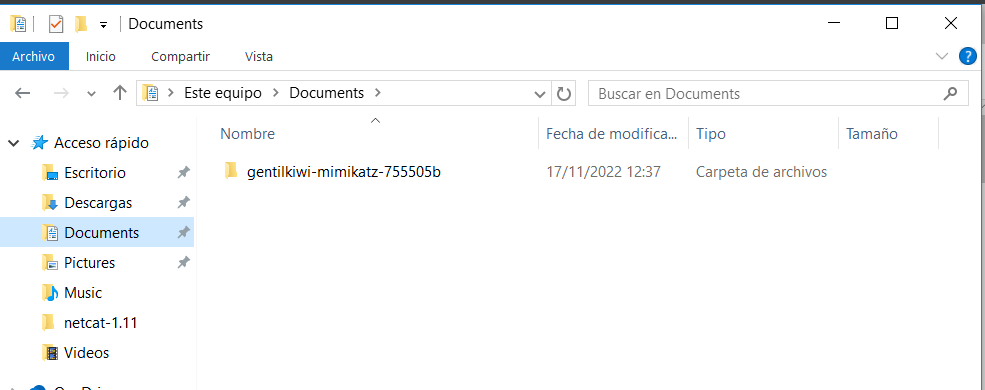 Documents
Archivo Inicio Compartir Vista
Este equipo Documents Buscar en Documents
Nombre Fecha de modifica... Tipo Tamaño
gentilkiwi-mimikatz-755505b 17/11/2022 12:37 Carpeta de archivos
Acceso rápido
Escritorio
Descargas
Documents
Pictures
Music
netcat-1.11
Videos